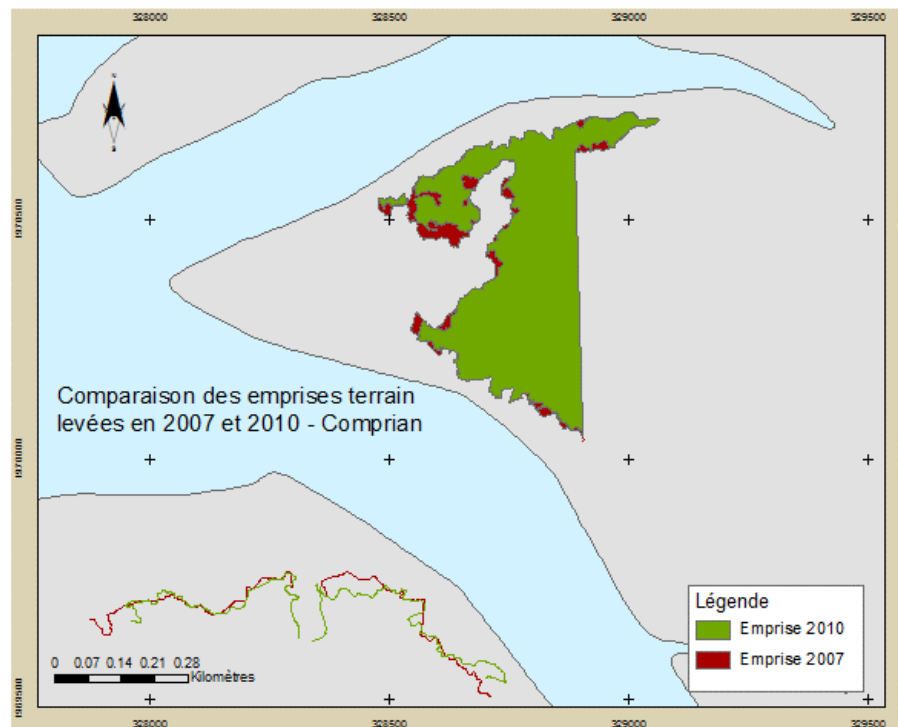 328000 328500 329000 329500
1970500
1970000
1969500
Comparaison des emprises terrain
levées en 2007 et 2010 - Comprian
Légende
Emprise 2010
Emprise 2007
0 0.07 0.14 0.21 0.28
Kilomètres
328000 328500 329000 329500